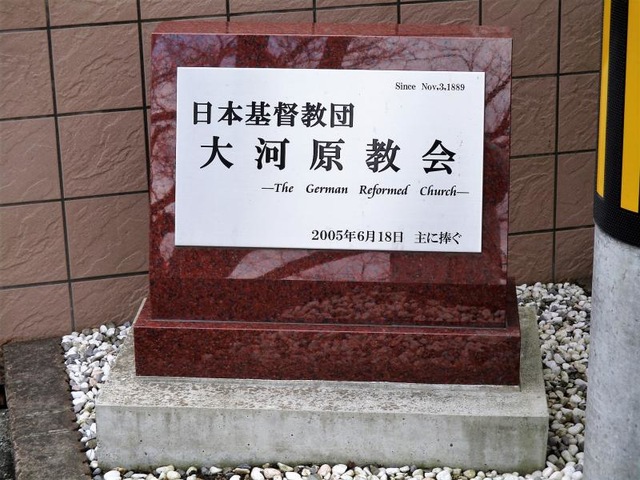 Since Nov.3.1889
日本基督教団
大河原教会
—The German Reformed Church—
2005年6月18日 主に捧ぐ